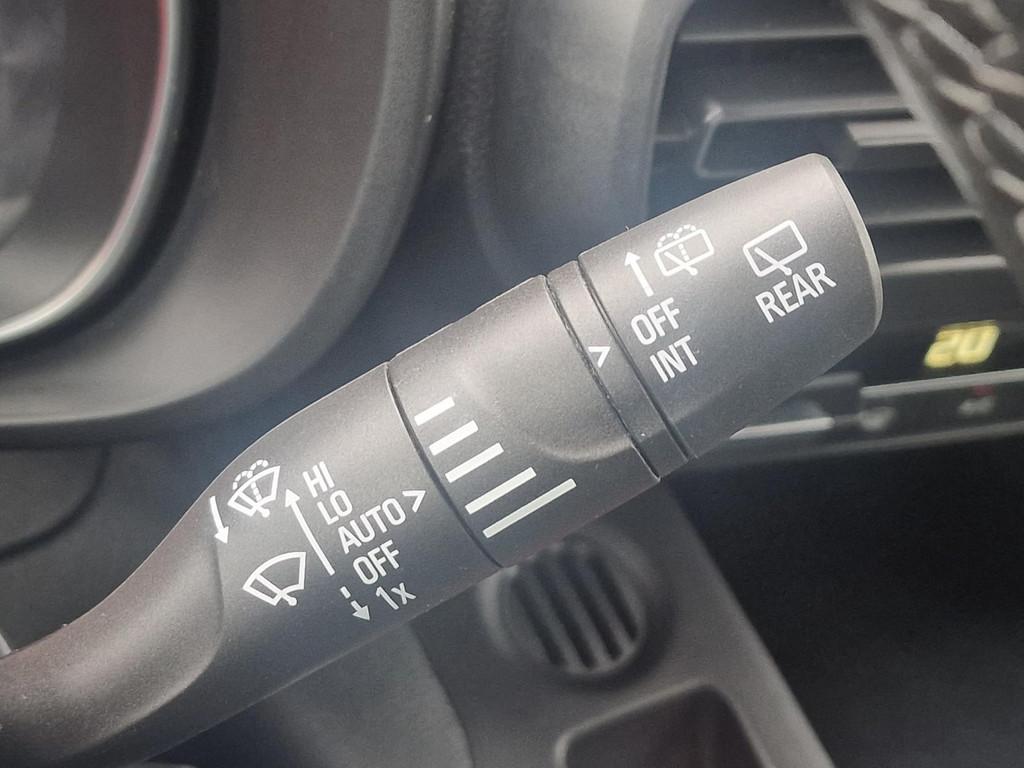 HI
LO
AUTO >
OFF
1x
>
OFF
INT
REAR
20